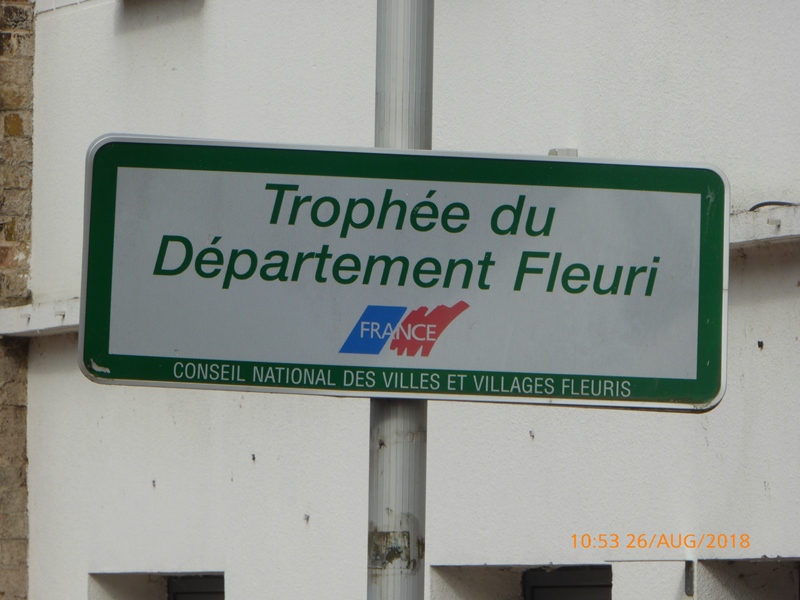 Trophée du
Département Fleuri
FRANCE
CONSEIL NATIONAL DES VILLES ET VILLAGES FLEURIS
10:53 26/AUG/2018